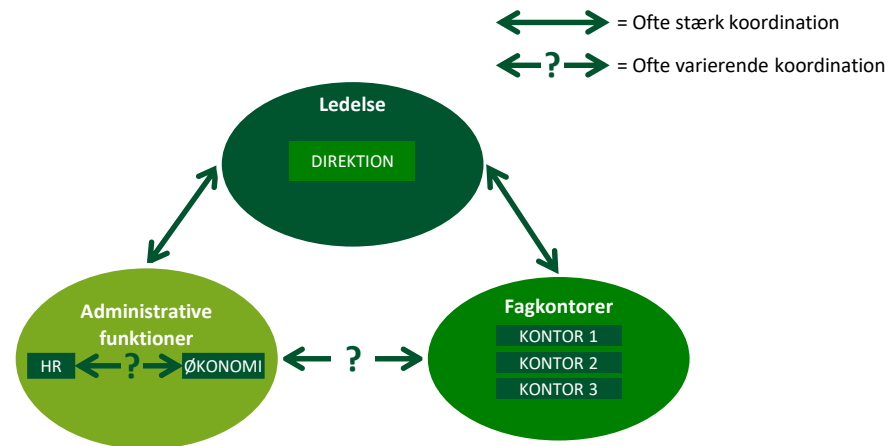 = Ofte stærk koordination
? = Ofte varierende koordination
Ledelse
DIREKTION
Administrative
funktioner
HR ? ØKONOMI
?
Fagkontorer
KONTOR 1
KONTOR 2
KONTOR 3